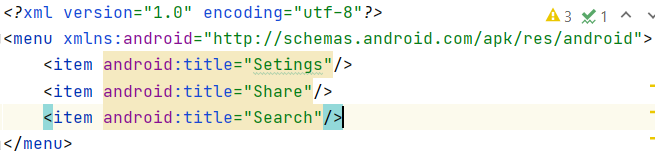 <?xml version="1.0" encoding="utf-8"?>
3 1
<menu xmlns:android="http://schemas.android.com/apk/res/android">
    <item android:title="Setings"/>
    <item android:title="Share"/>
    <item android:title="Search"/>
</menu>